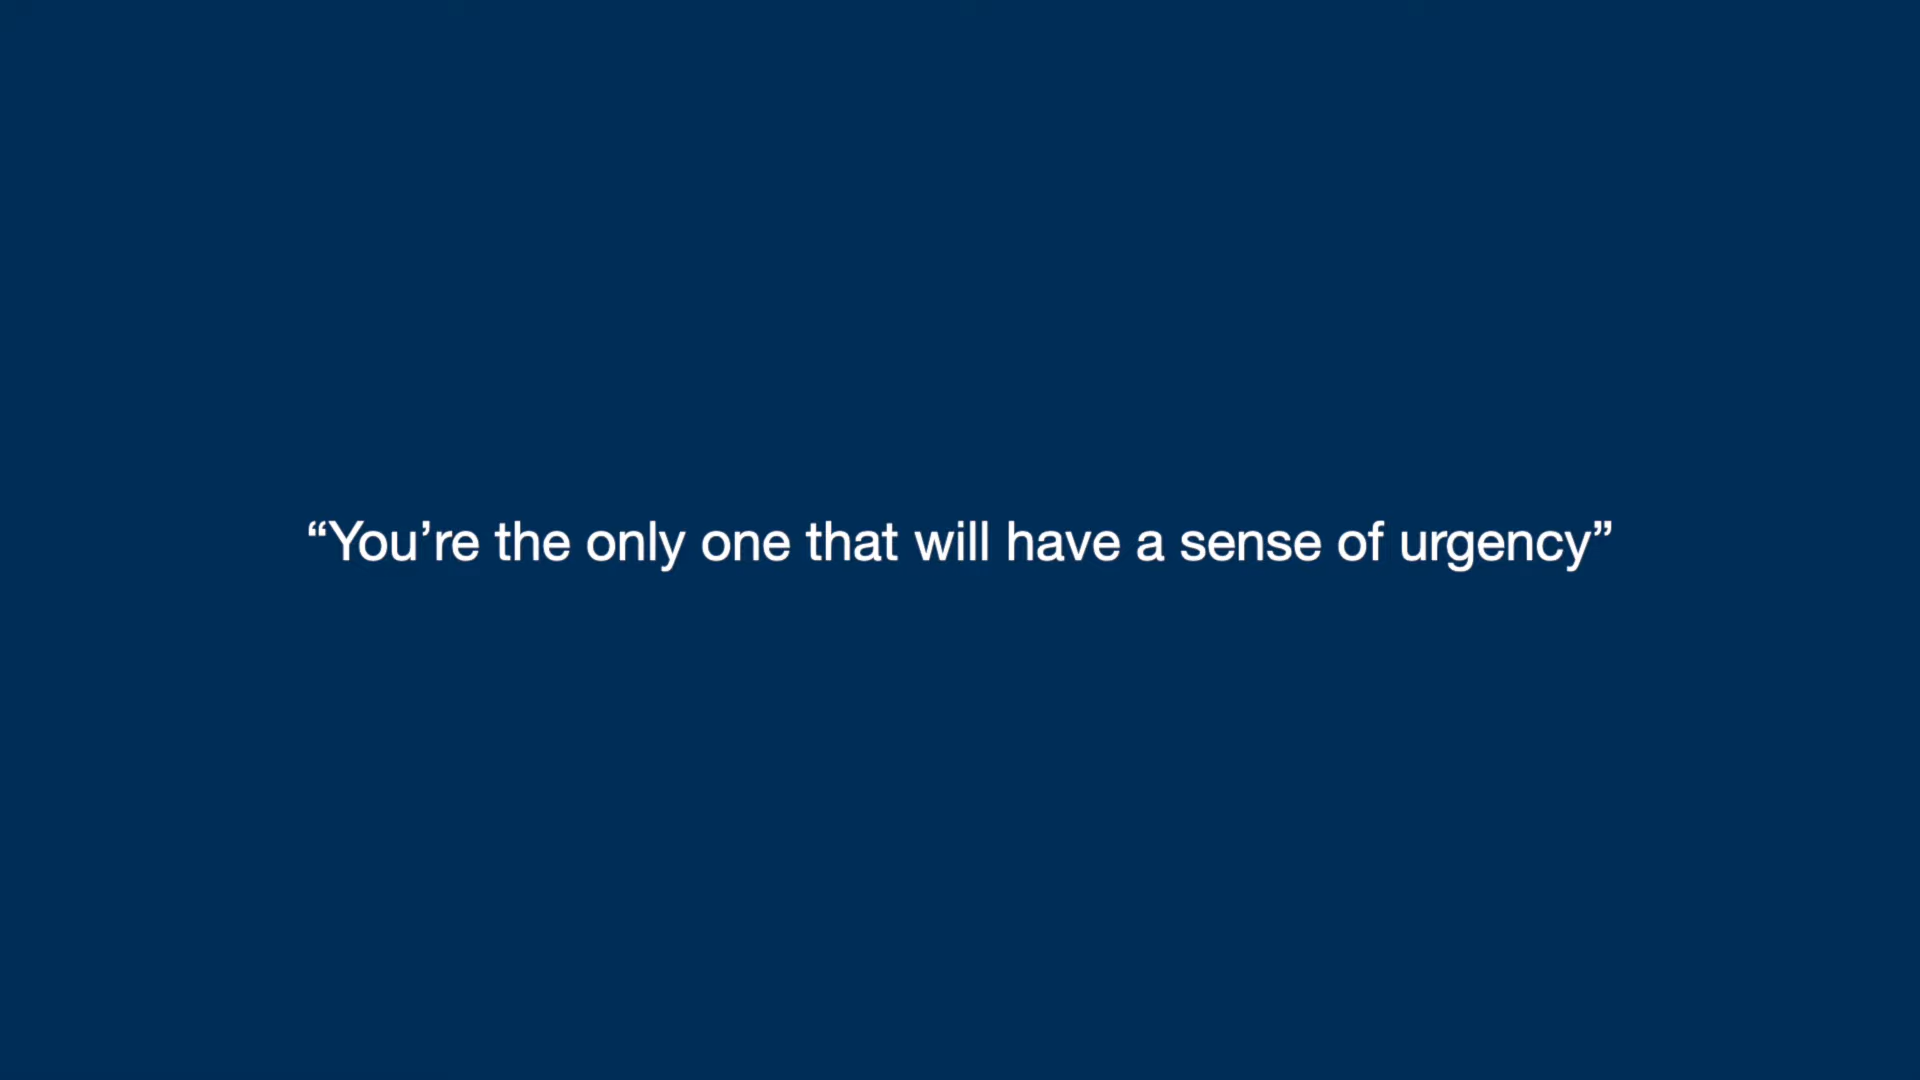 “You’re the only one that will have a sense of urgency”